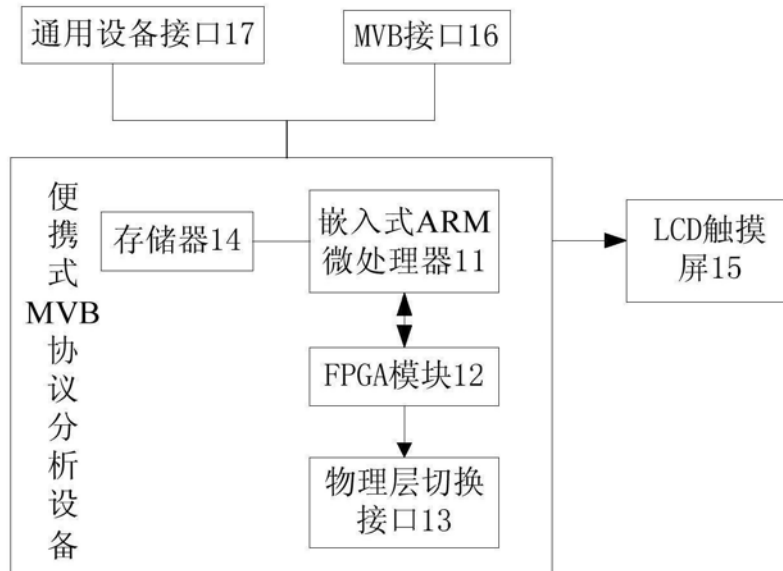 通用设备接口17
MVB接口16
便
携
式
MVB
协
议
分
析
设
备
存储器14
嵌入式ARM
微处理器11
FPGA模块12
物理层切换
接口13
LCD触摸
屏15